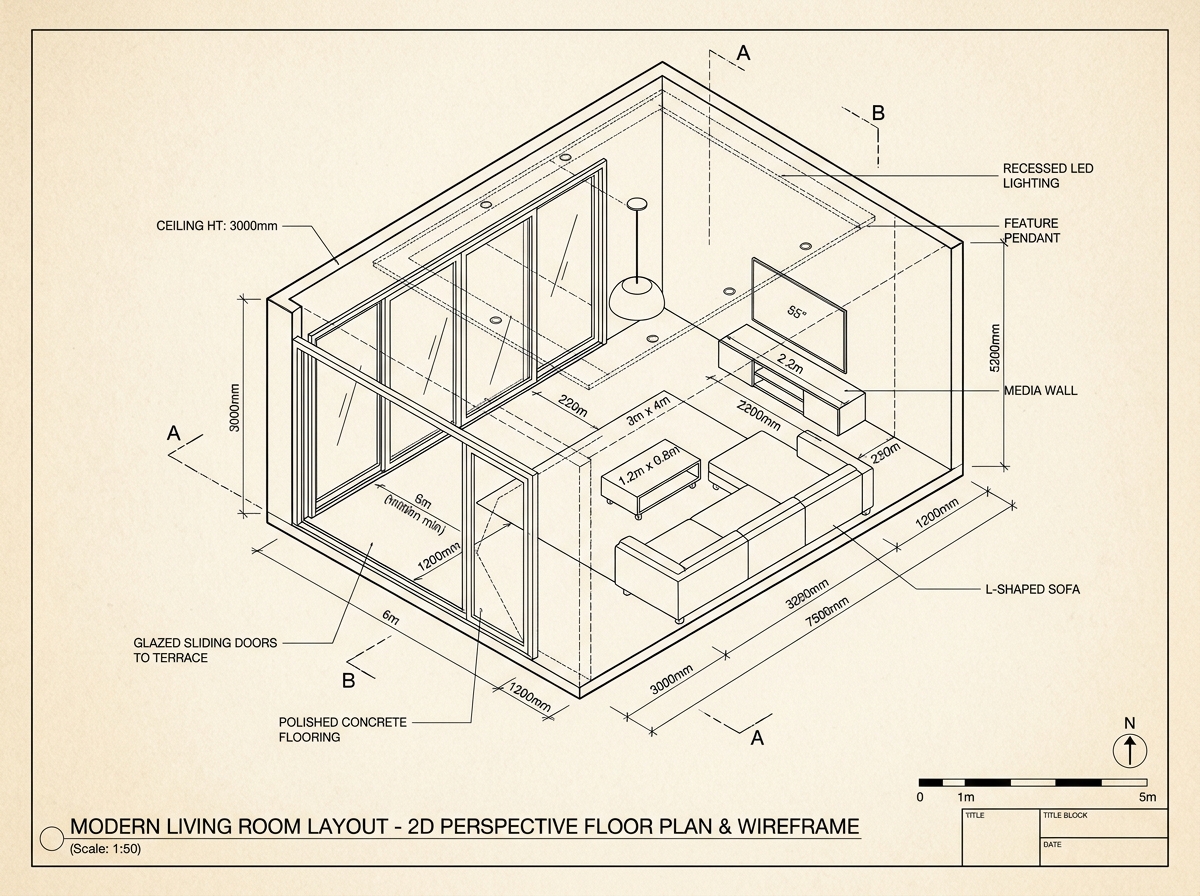 A
B
RECESSED LED
LIGHTING
FEATURE
PENDANT
CEILING HT: 3000mm
55"
5200mm
2.2m
MEDIA WALL
3000mm
220m
3m x 4m
2200mm
A
280m
1.2m x 0.8m
6m
1200mm
1200mm
L-SHAPED SOFA
3280mm
7500mm
6m
GLAZED SLIDING DOORS
TO TERRACE
B
3000mm
1200mm
POLISHED CONCRETE
FLOORING
A
N
0 1m 5m
MODERN LIVING ROOM LAYOUT - 2D PERSPECTIVE FLOOR PLAN & WIREFRAME
(Scale: 1:50)
TITLE
TITLE BLOCK
DATE